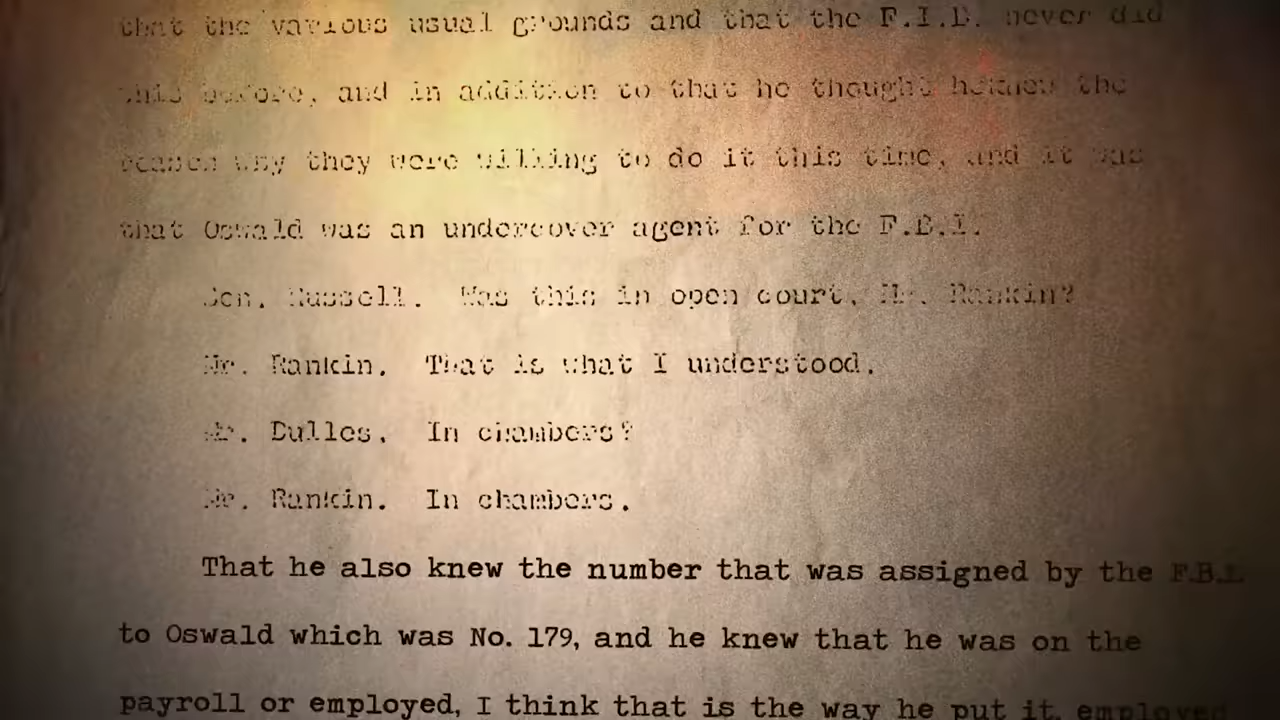 that the various usual grounds and that the F.I.B. never did
this before, and in addition to that he thought he knew the
reason why they were willing to do it this time, and it was
that Oswald was an undercover agent for the F.B.I.
Sen. Russell. Was this in open court, Mr. Rankin?
Mr. Rankin. That is what I understood.
Mr. Dulles. In chambers?
Mr. Rankin. In chambers.
That he also knew the number that was assigned by the F.B.I.
to Oswald which was No. 179, and he knew that he was on the
payroll or employed, I think that is the way he put it, employed